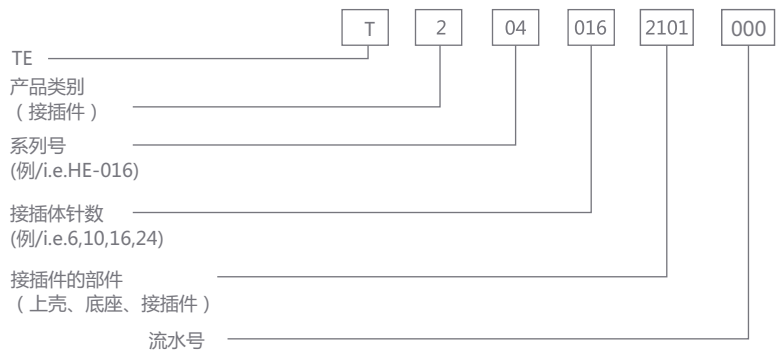 T 2 04 016 2101 000
TE
产品类别
( 接插件 )
系列号
(例/i.e.HE-016)
接插体针数
(例/i.e.6,10,16,24)
接插件的部件
( 上壳、底座、接插件 )
流水号